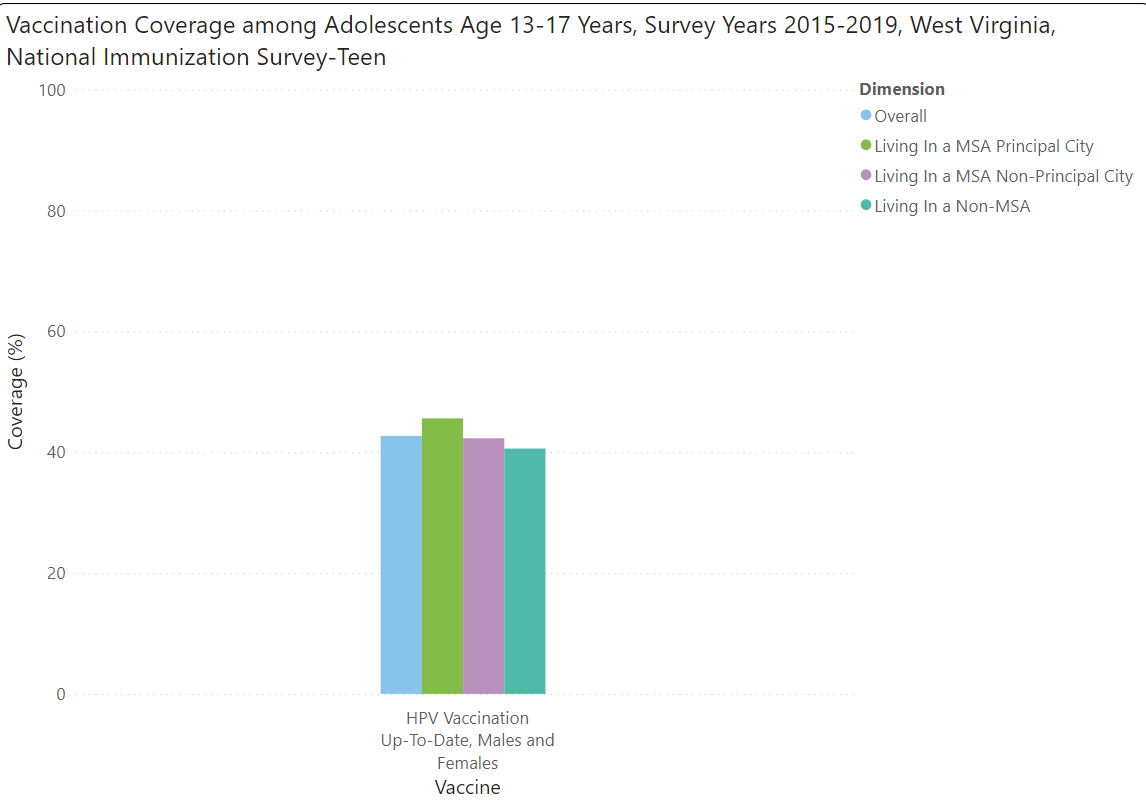 Vaccination Coverage among Adolescents Age 13-17 Years, Survey Years 2015-2019, West Virginia,
National Immunization Survey-Teen
100
80
60
40
20
0
Coverage (%)
HPV Vaccination
Up-To-Date, Males and
Females
Vaccine
Dimension
Overall
Living In a MSA Principal City
Living In a MSA Non-Principal City
Living In a Non-MSA